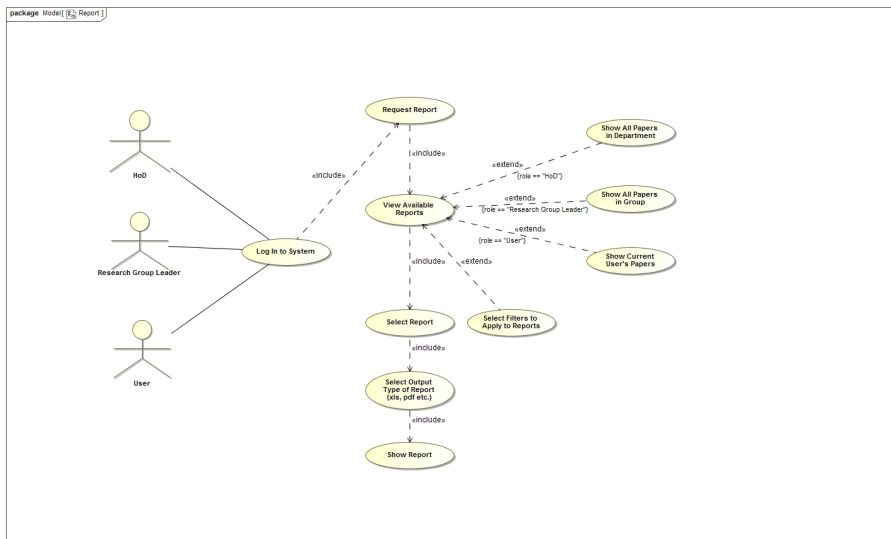 package Model[ Report ]
Request Report
Show All Papers
in Department
«extend»
{role == "HoD"}
«include»
HoD
«include»
Show All Papers
in Group
«extend»
{role == "Research Group Leader"}
View Available
Reports
«extend»
{role == "User"}
Log In to System
Research Group Leader
Show Current
User's Papers
«include»
«extend»
Select Report
Select Filters to
Apply to Reports
«include»
User
Select Output
Type of Report
(xls, pdf etc.)
«include»
Show Report